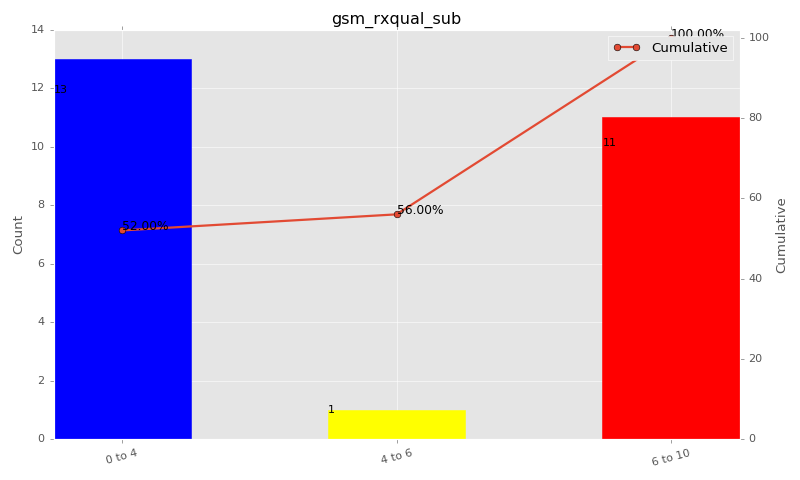 gsm_rxqual_sub
14
12
10
8
6
4
2
0
Count
100
80
60
40
20
0
Cumulative
Cumulative
13
1
11
52.00%
56.00%
100.00%
0 to 4
4 to 6
6 to 10